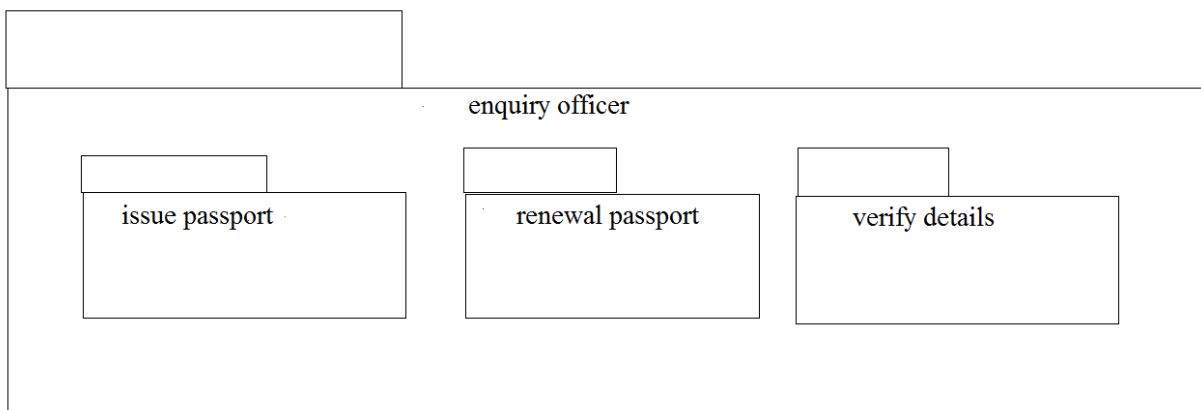 enquiry officer
issue passport
renewal passport
verify details